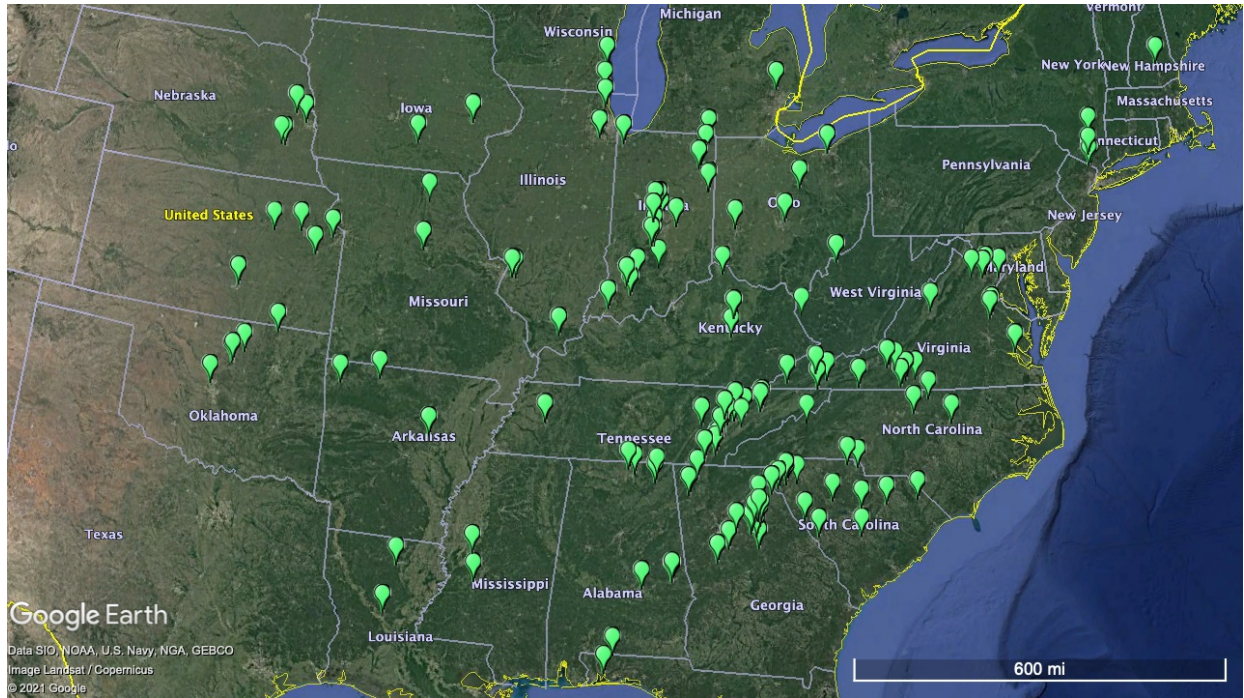 Michigan
Vermont
Wisconsin
New York
New Hampshire
Nebraska
Iowa
Massachusetts
Pennsylvania
Illinois
United States
New Jersey
Missouri
West Virginia
Kentucky
Virginia
Oklahoma
Arkansas
Tennessee
North Carolina
Texas
South Carolina
Mississippi
Alabama
Georgia
Google Earth
Louisiana
Data SIO, NOAA, U.S. Navy, NGA, GEBCO
Image Landsat / Copernicus
© 2021 Google
600 mi